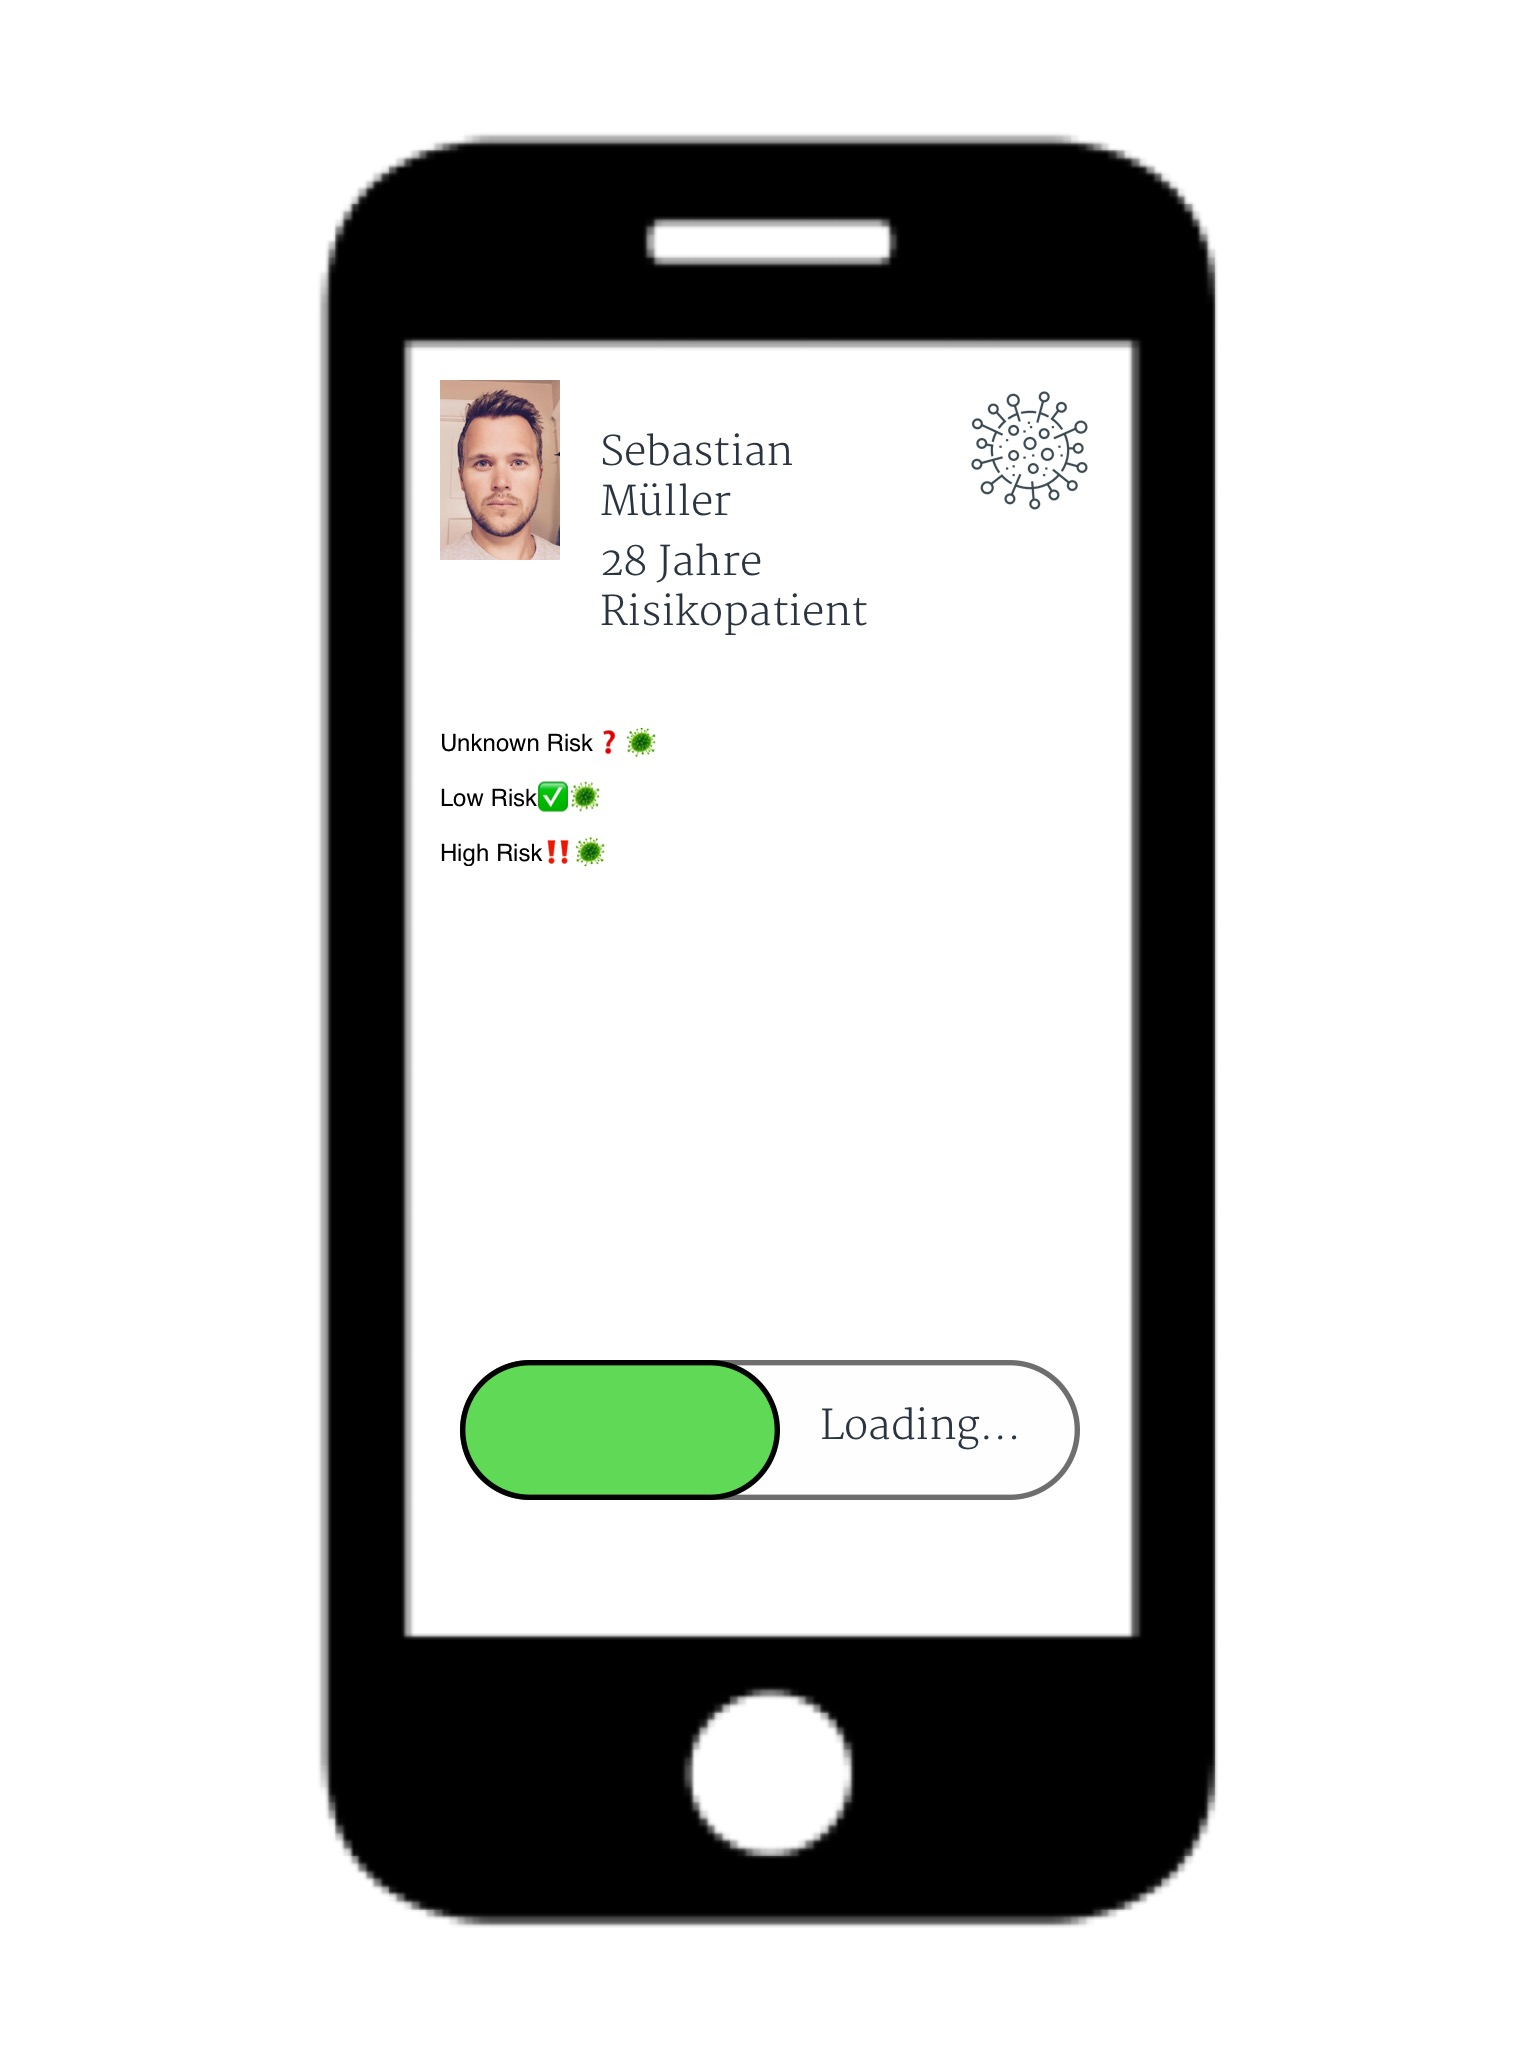 Sebastian
Müller
28 Jahre
Risikopatient
Unknown Risk❓🦠
Low Risk✅🦠
High Risk‼️🦠
Loading...